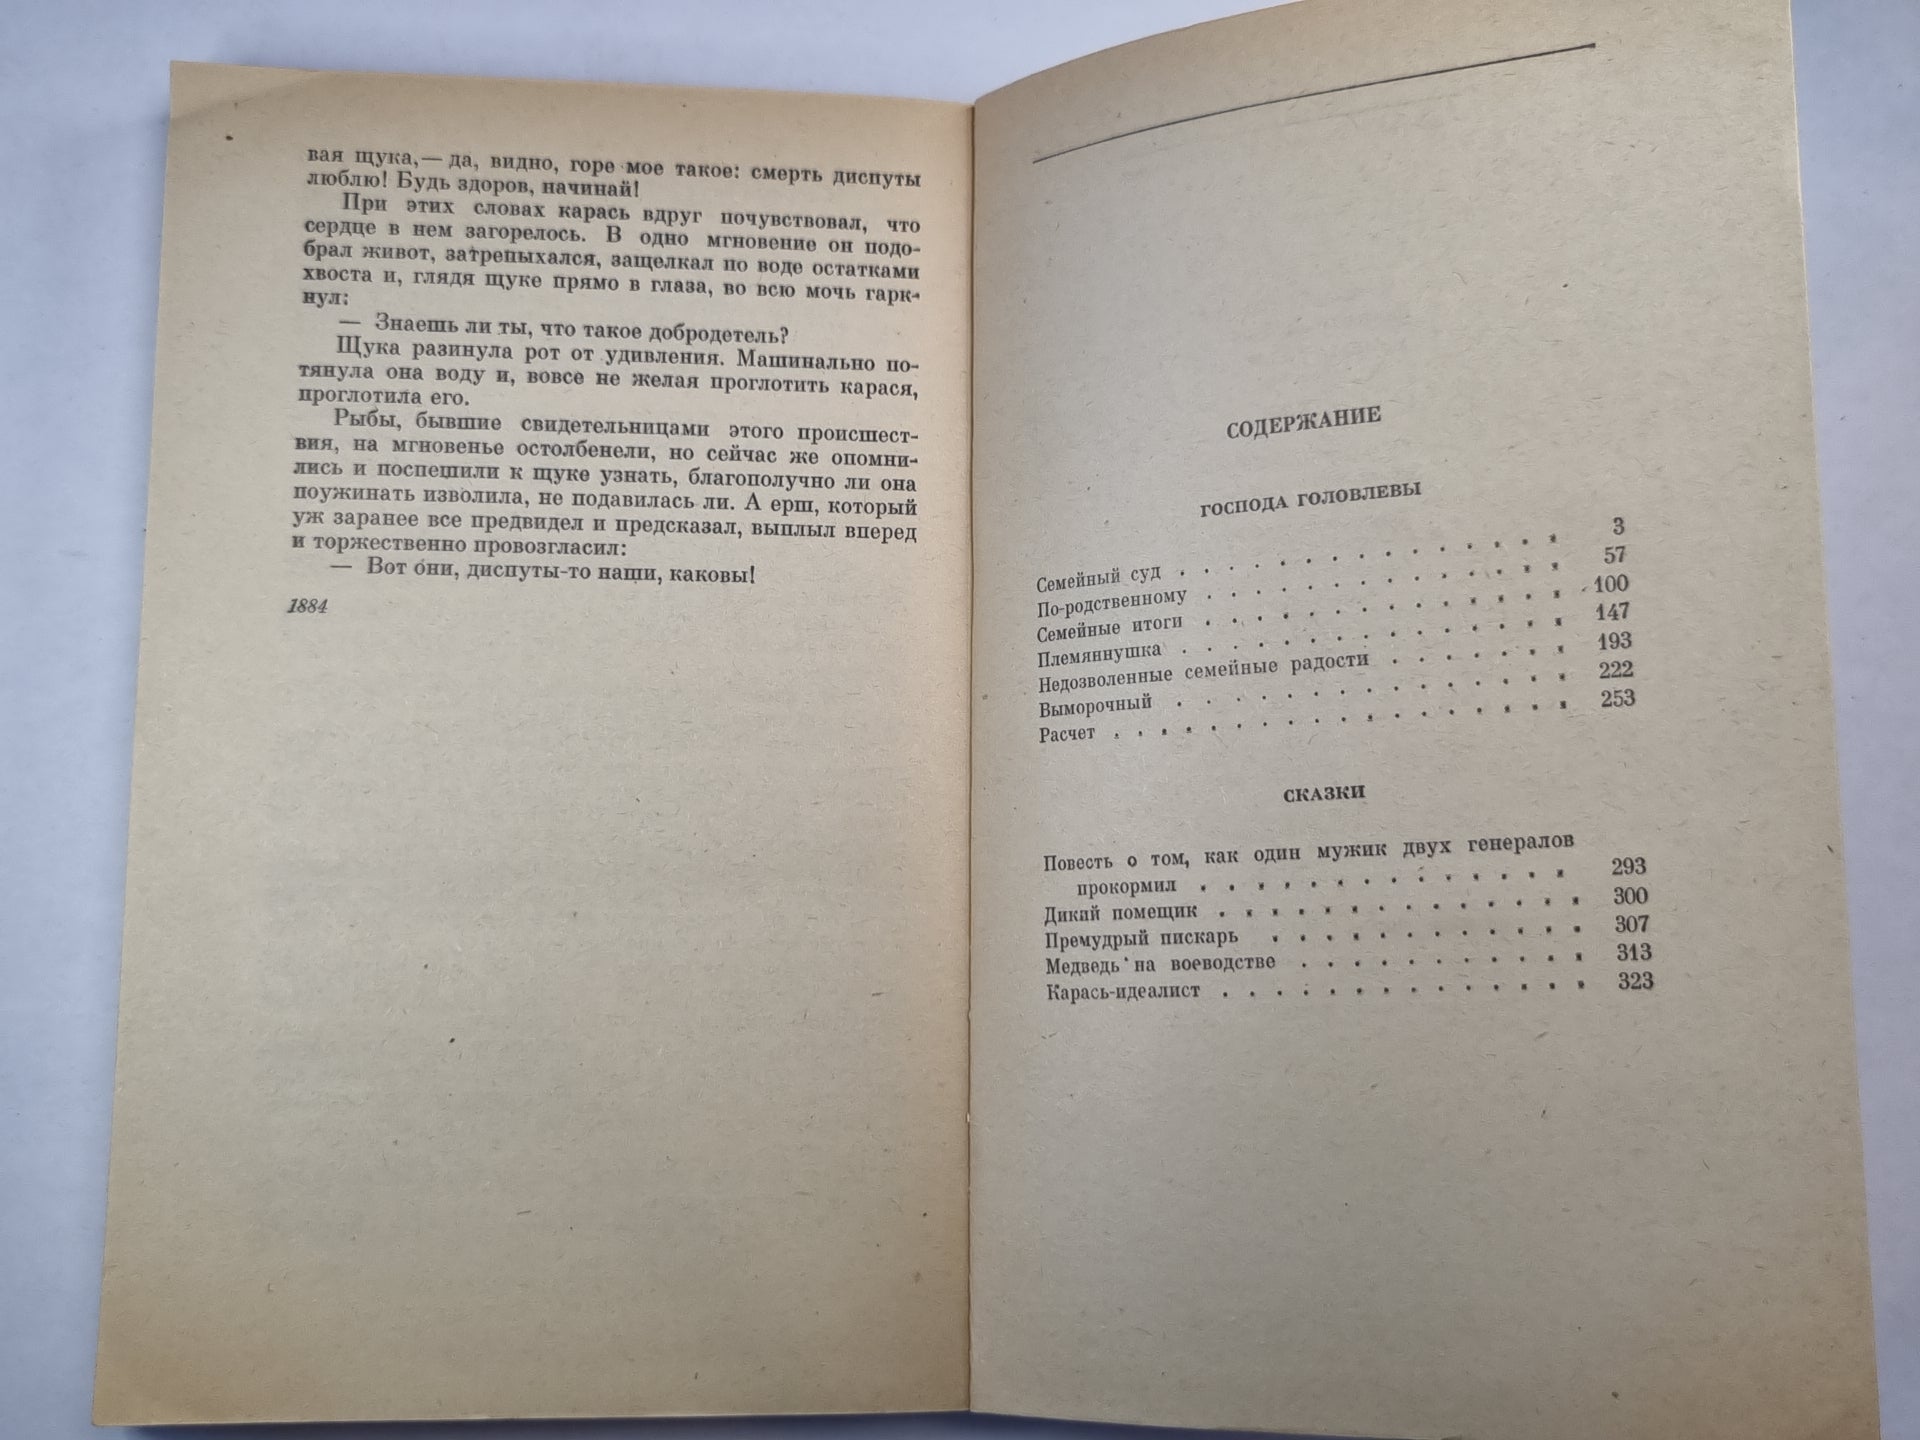 вая щука,— да, видно, горе мое такое: смерть диспуты
люблю! Будь здоров, начинай!
При этих словах карась вдруг почувствовал, что
сердце в нем загорелось. В одно мгновение он подо-
брал живот, затрепыхался, защелкал по воде остатками
хвоста и, глядя щуке прямо в глаза, во всю мочь гарк-
нул:
— Знаешь ли ты, что такое добродетель?
Щука разинула рот от удивления. Машинально по-
тянула она воду и, вовсе не желая проглотить карася,
проглотила его.
Рыбы, бывшие свидетельницами этого происшест-
вия, на мгновенье остолбенели, но сейчас же опомни-
лись и поспешили к щуке узнать, благополучно ли она
поужинать изволила, не подавилась ли. А ерш, который
уж заранее все предвидел и предсказал, выплыл вперед
и торжественно провозгласил:
— Вот они, диспуты-то наши, каковы!
1884
СОДЕРЖАНИЕ
ГОСПОДА ГОЛОВЛЕВЫ
Семейный суд . . . . . . . . . . . . . . . 3
По-родственному . . . . . . . . . . . . . . 57
Семейные итоги . . . . . . . . . . . . . . 100
Племяннушка . . . . . . . . . . . . . . . 147
Недозволенные семейные радости . . . . . . . 193
Выморочный . . . . . . . . . . . . . . . 222
Расчет . . . . . . . . . . . . . . . . . . 253
СКАЗКИ
Повесть о том, как один мужик двух генералов
прокормил . . . . . . . . . . . . . . 293
Дикий помещик . . . . . . . . . . . . . . 300
Премудрый пискарь . . . . . . . . . . . . 307
Медведь на воеводстве . . . . . . . . . . . 313
Карась-идеалист . . . . . . . . . . . . . . 323